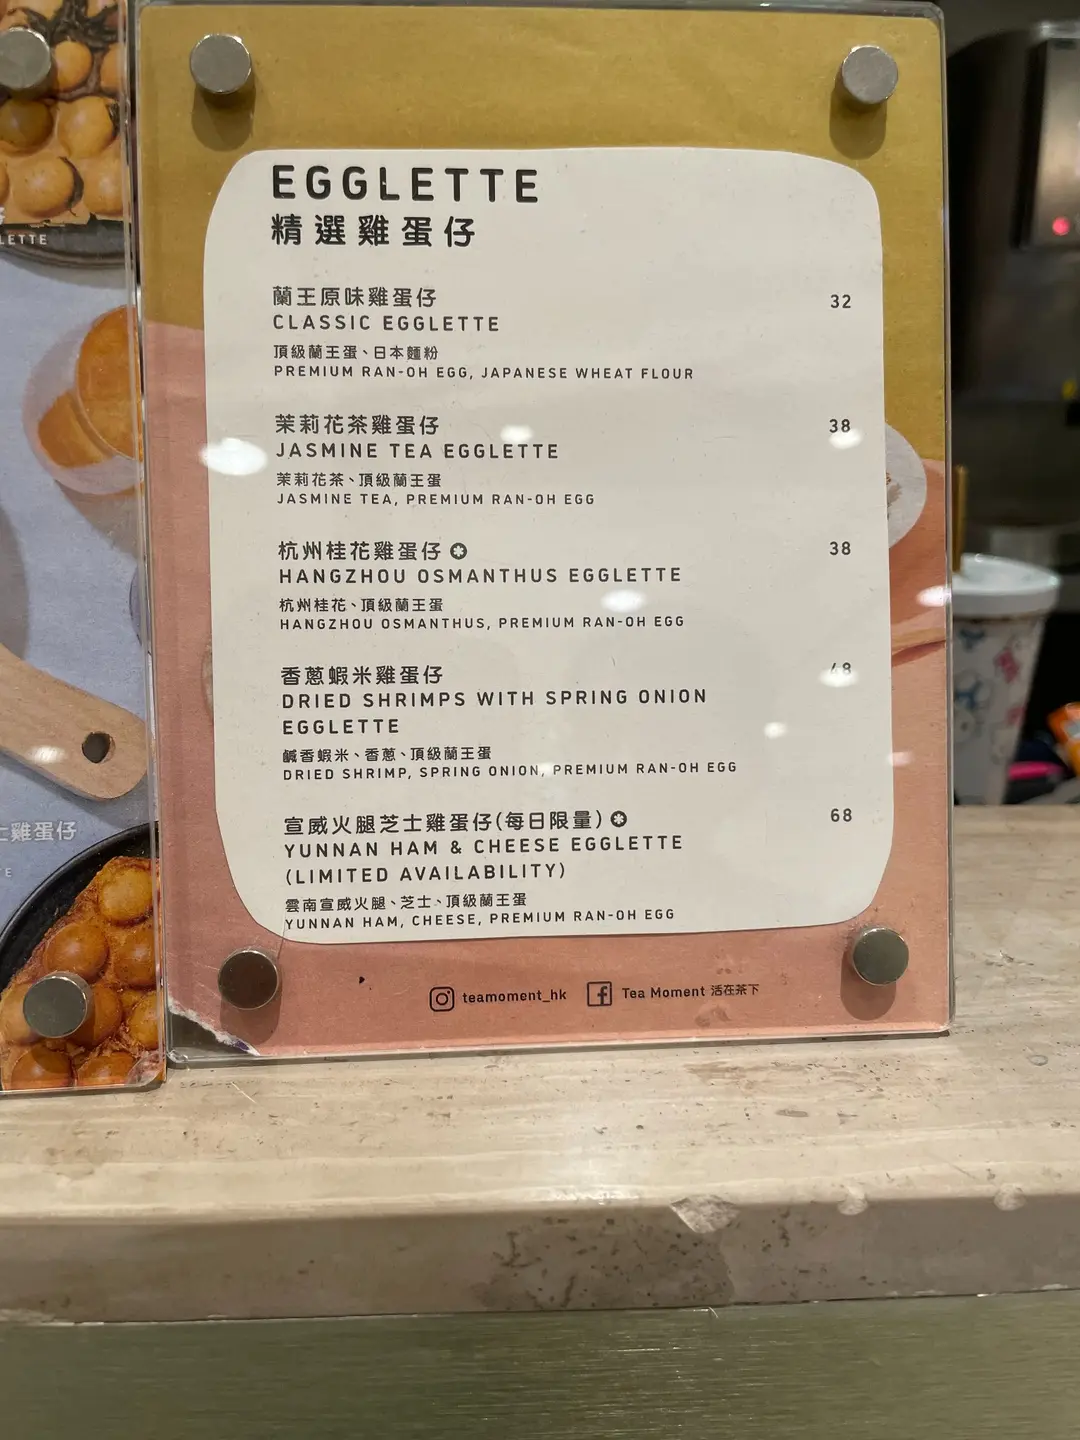 EGGLETTE
精選雞蛋仔
蘭王原味雞蛋仔
32
CLASSIC EGGLETTE
頂級蘭王蛋、日本麵粉
PREMIUM RAN-OH EGG, JAPANESE WHEAT FLOUR
茉莉花茶雞蛋仔
38
JASMINE TEA EGGLETTE
茉莉花茶、頂級蘭王蛋
JASMINE TEA, PREMIUM RAN-OH EGG
杭州桂花雞蛋仔
38
HANGZHOU OSMANTHUS EGGLETTE
杭州桂花、頂級蘭王蛋
HANGZHOU OSMANTHUS, PREMIUM RAN-OH EGG
香蔥蝦米雞蛋仔
48
DRIED SHRIMPS WITH SPRING ONION
EGGLETTE
鹹香蝦米、香蔥、頂級蘭王蛋
DRIED SHRIMP, SPRING ONION, PREMIUM RAN-OH EGG
宣威火腿芝士雞蛋仔(每日限量)
68
YUNNAN HAM & CHEESE EGGLETTE
(LIMITED AVAILABILITY)
雲南宣威火腿、芝士、頂級蘭王蛋
YUNNAN HAM, CHEESE, PREMIUM RAN-OH EGG
teamoment_hk
Tea Moment 活在茶下
雞蛋仔